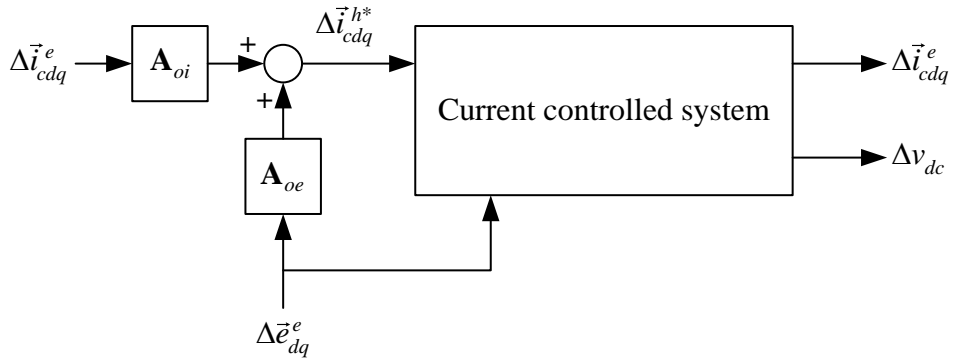 Δi⃗ᵉ_cdq
A_oi
+
+
Δi⃗ʰ*_cdq
Current controlled system
Δi⃗ᵉ_cdq
Δv_dc
A_oe
Δe⃗ᵉ_dq